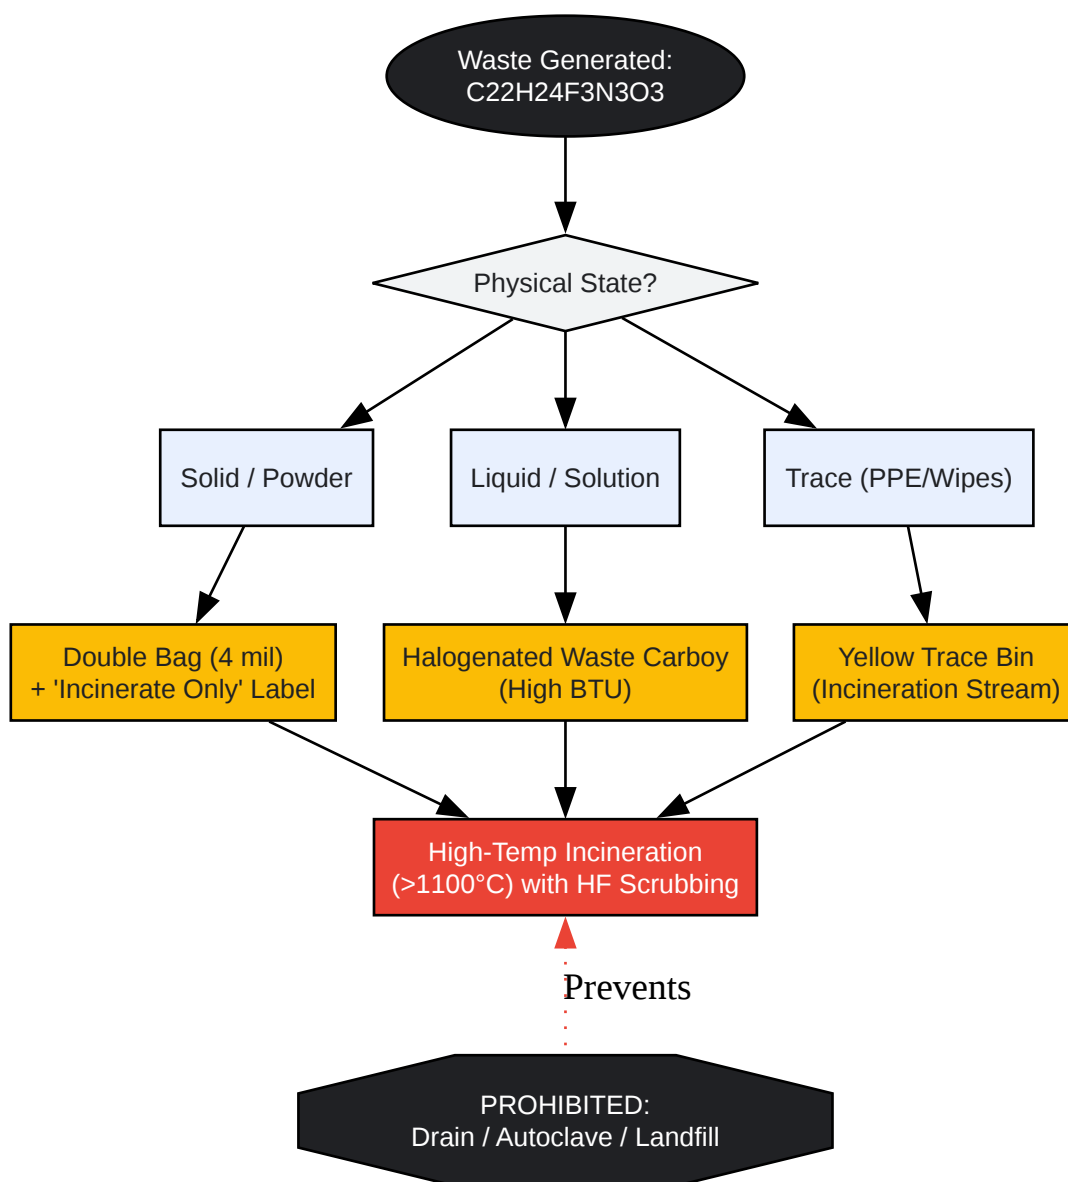 Waste Generated:
C22H24F3N3O3
Physical State?
Solid / Powder
Liquid / Solution
Trace (PPE/Wipes)
Double Bag (4 mil)
+ 'Incinerate Only' Label
Halogenated Waste Carboy
(High BTU)
Yellow Trace Bin
(Incineration Stream)
High-Temp Incineration
(>1100°C) with HF Scrubbing
Prevents
PROHIBITED:
Drain / Autoclave / Landfill